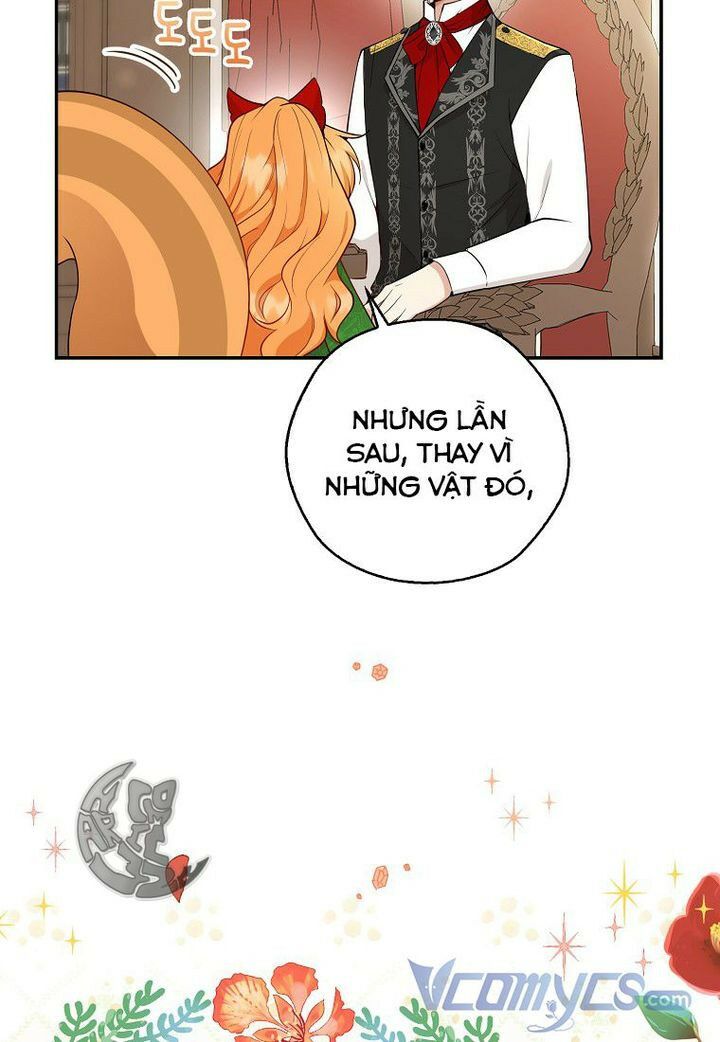 도도도
NHƯNG LẦN
SAU, THAY VÌ
NHỮNG VẬT ĐÓ,
Vcomycs.com